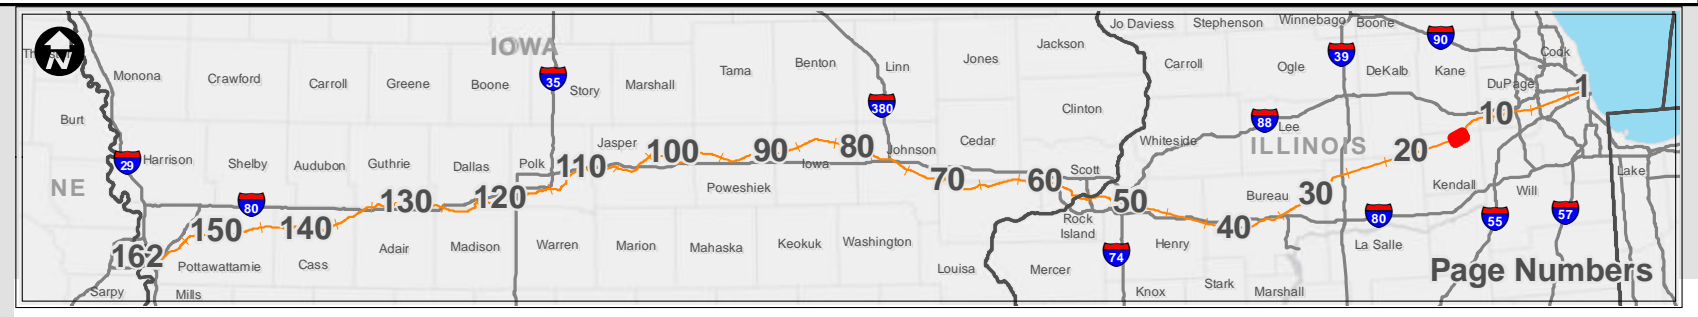 IOWA
Jo Daviess
Stephenson
Winnebago
Boone
90
39
Cook
Jackson
N
Monona
Crawford
Carroll
Greene
Boone
35
Story
Marshall
Tama
Benton
Linn
Jones
Carroll
Ogle
DeKalb
Kane
DuPage
1
380
Clinton
10
Burt
88
Lee
Whiteside
ILLINOIS
20
29
Harrison
Shelby
Audubon
Guthrie
Dallas
Polk
110
Jasper
100
90
Iowa
80
Johnson
Cedar
Scott
Lake
NE
80
Poweshiek
70
60
50
Bureau
30
Kendall
Will
162
150
140
130
120
Rock
Island
40
80
55
57
Pottawattamie
Cass
Adair
Madison
Warren
Marion
Mahaska
Keokuk
Washington
Louisa
Mercer
74
Henry
La Salle
Sarpy
Mills
Knox
Stark
Marshall
Page Numbers